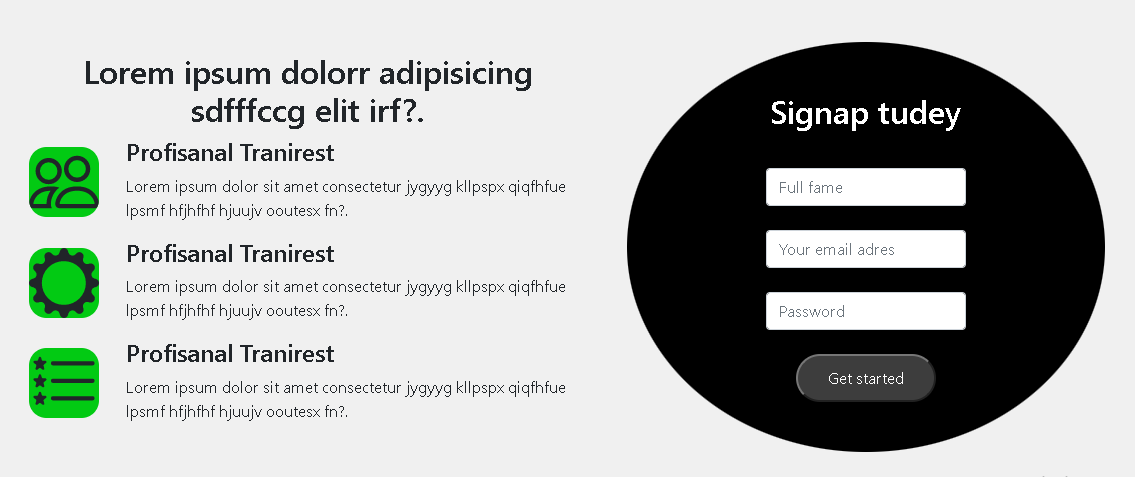 Lorem ipsum dolorr adipisicing
sdfffccg elit irf?.
Profisanal Tranirest
Lorem ipsum dolor sit amet consectetur jygyyg kllpspx qiqfhfue
lpsmf hfjhfhf hjuujv ooutesx fn?.
Profisanal Tranirest
Lorem ipsum dolor sit amet consectetur jygyyg kllpspx qiqfhfue
lpsmf hfjhfhf hjuujv ooutesx fn?.
Profisanal Tranirest
Lorem ipsum dolor sit amet consectetur jygyyg kllpspx qiqfhfue
lpsmf hfjhfhf hjuujv ooutesx fn?.
Signap tudey
Full fame
Your email adres
Password
Get started